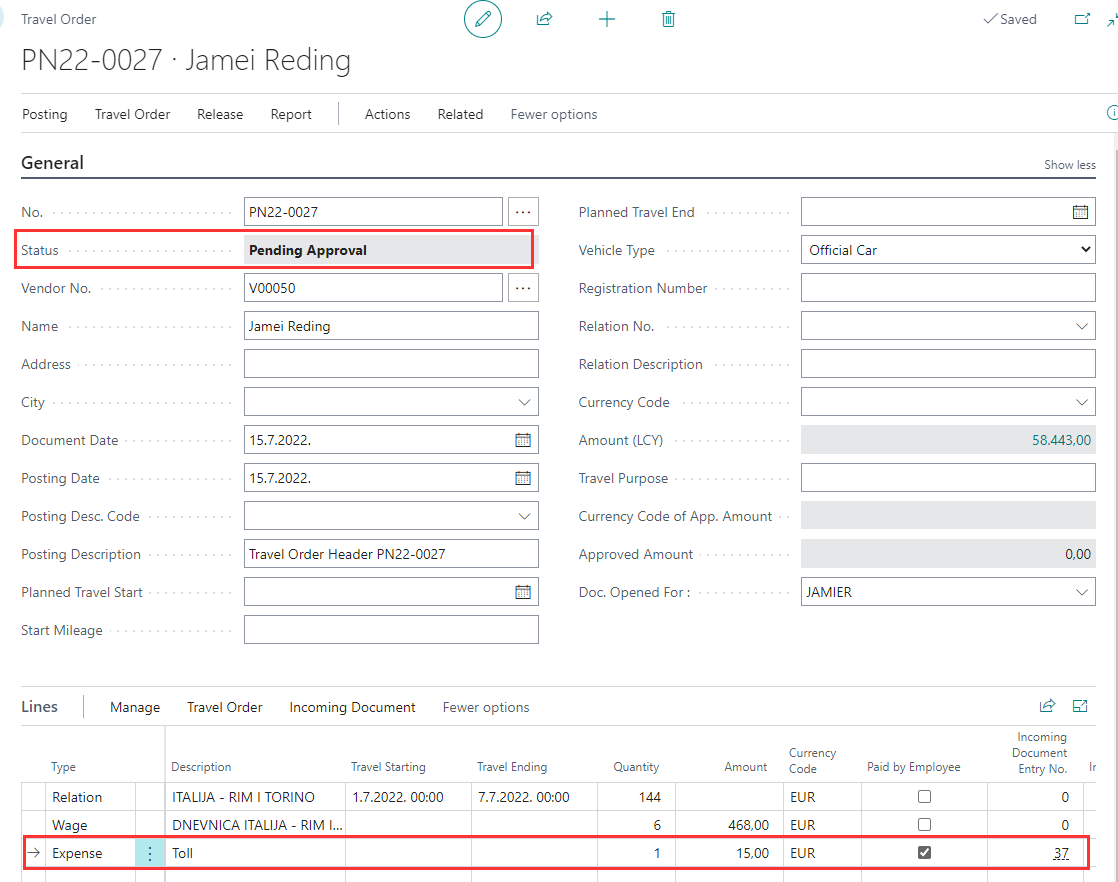 Travel Order
Saved
PN22-0027 · Jamei Reding
Posting Travel Order Release Report Actions Related Fewer options
General Show less
No. PN22-0027 ...
Status Pending Approval
Vendor No. V00050 ...
Name Jamei Reding
Address
City
Document Date 15.7.2022.
Posting Date 15.7.2022.
Posting Desc. Code
Posting Description Travel Order Header PN22-0027
Planned Travel Start
Start Mileage
Planned Travel End
Vehicle Type Official Car
Registration Number
Relation No.
Relation Description
Currency Code
Amount (LCY) 58.443,00
Travel Purpose
Currency Code of App. Amount
Approved Amount 0,00
Doc. Opened For : JAMIER
Lines Manage Travel Order Incoming Document Fewer options
Type Description Travel Starting Travel Ending Quantity Amount Currency Code Paid by Employee Incoming Document Entry No.
Relation ITALIJA - RIM I TORINO 1.7.2022. 00:00 7.7.2022. 00:00 144 EUR 0
Wage DNEVNICA ITALIJA - RIM I... 6 468,00 EUR 0
Expense Toll 1 15,00 EUR 37